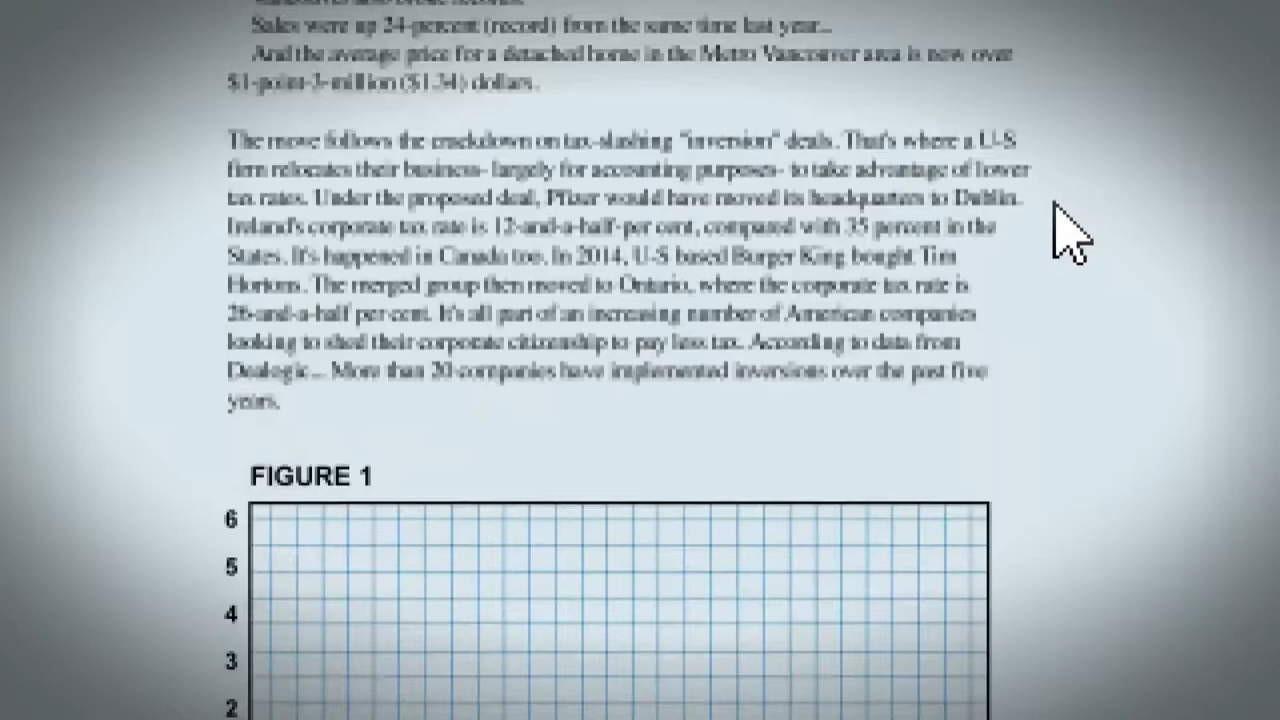 Sales were up 24-percent (record) from the same time last year...
And the average price for a detached home in the Metro Vancouver area is now over
$1-point-3-million ($1.34) dollars.
The move follows the crackdown on tax-slashing "inversion" deals. That's where a U-S
firm relocates their business- largely for accounting purposes- to take advantage of lower
tax rates. Under the proposed deal, Pfizer would have moved its headquarters to Dublin.
Ireland's corporate tax rate is 12-and-a-half-per cent, compared with 35 percent in the
States. It's happened in Canada too. In 2014, U-S based Burger King bought Tim
Hortons. The merged group then moved to Ontario, where the corporate tax rate is
26-and-a-half per cent. It's all part of an increasing number of American companies
looking to shed their corporate citizenship to pay less tax. According to data from
Dealogic... More than 20 companies have implemented inversions over the past five
years.
FIGURE 1
6
5
4
3
2